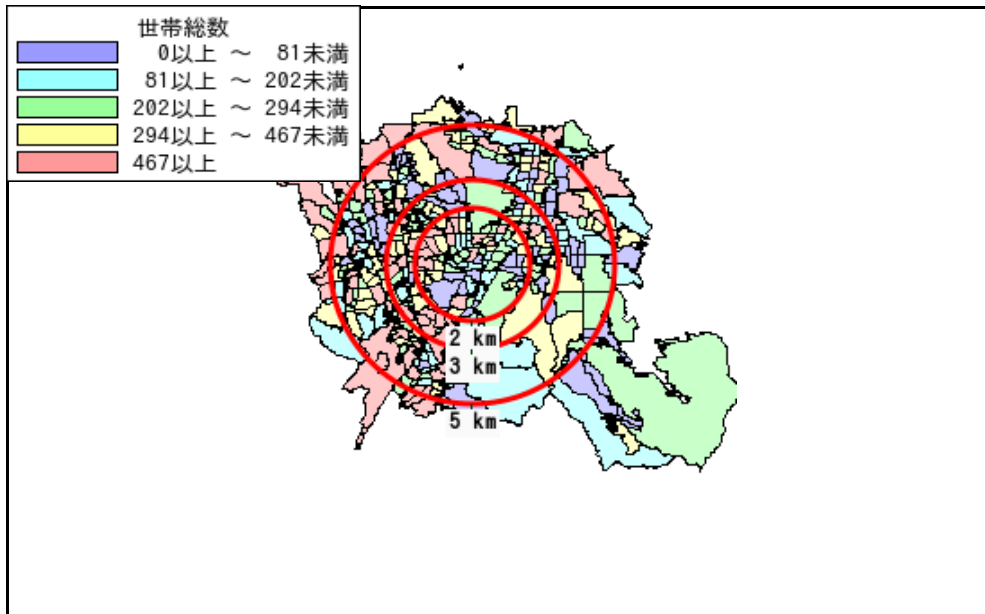 世帯総数
0以上 ～ 81未満
81以上 ～ 202未満
202以上 ～ 294未満
294以上 ～ 467未満
467以上
2 km
3 km
5 km